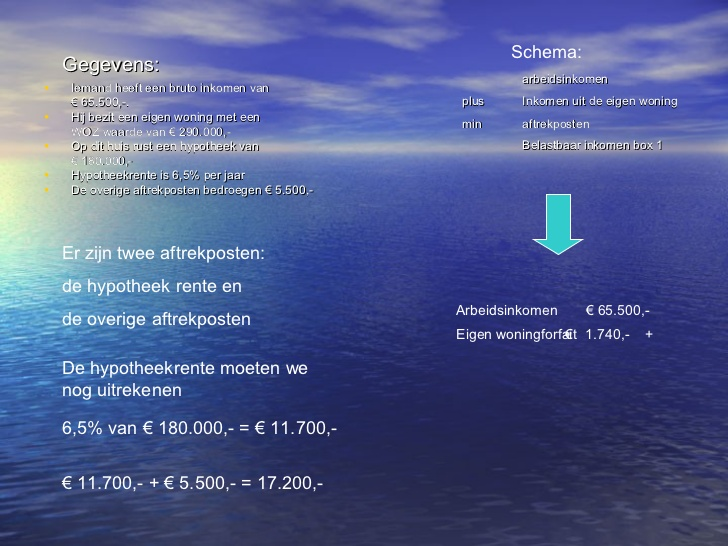 Gegevens:
Iemand heeft een bruto inkomen van
€ 65.500,-.
Hij bezit een eigen woning met een
WOZ waarde van € 290.000,-
Op dit huis rust een hypotheek van
€ 180.000,-
Hypotheekrente is 6,5% per jaar
De overige aftrekposten bedroegen € 5.500,-
Er zijn twee aftrekposten:
de hypotheek rente en
de overige aftrekposten
De hypotheekrente moeten we
nog uitrekenen
6,5% van € 180.000,- = € 11.700,-
€ 11.700,- + € 5.500,- = 17.200,-
Schema:
arbeidsinkomen
plus Inkomen uit de eigen woning
min aftrekposten
Belastbaar inkomen box 1
Arbeidsinkomen € 65.500,-
Eigen woningforfait € 1.740,- +